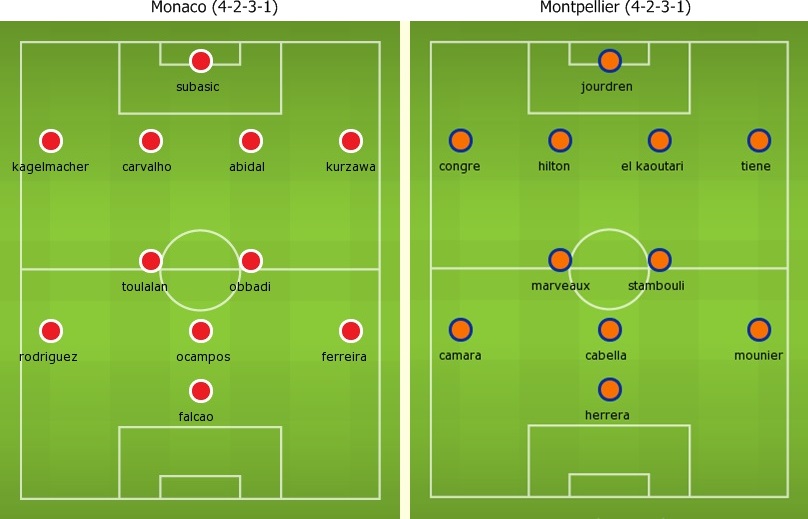 Monaco (4-2-3-1)
subasic
kagelmacher carvalho abidal kurzawa
toulalan obbadi
rodriguez ocampos ferreira
falcao
Montpellier (4-2-3-1)
jourdren
congre hilton el kaoutari tiene
marveaux stambouli
camara cabella mounier
herrera